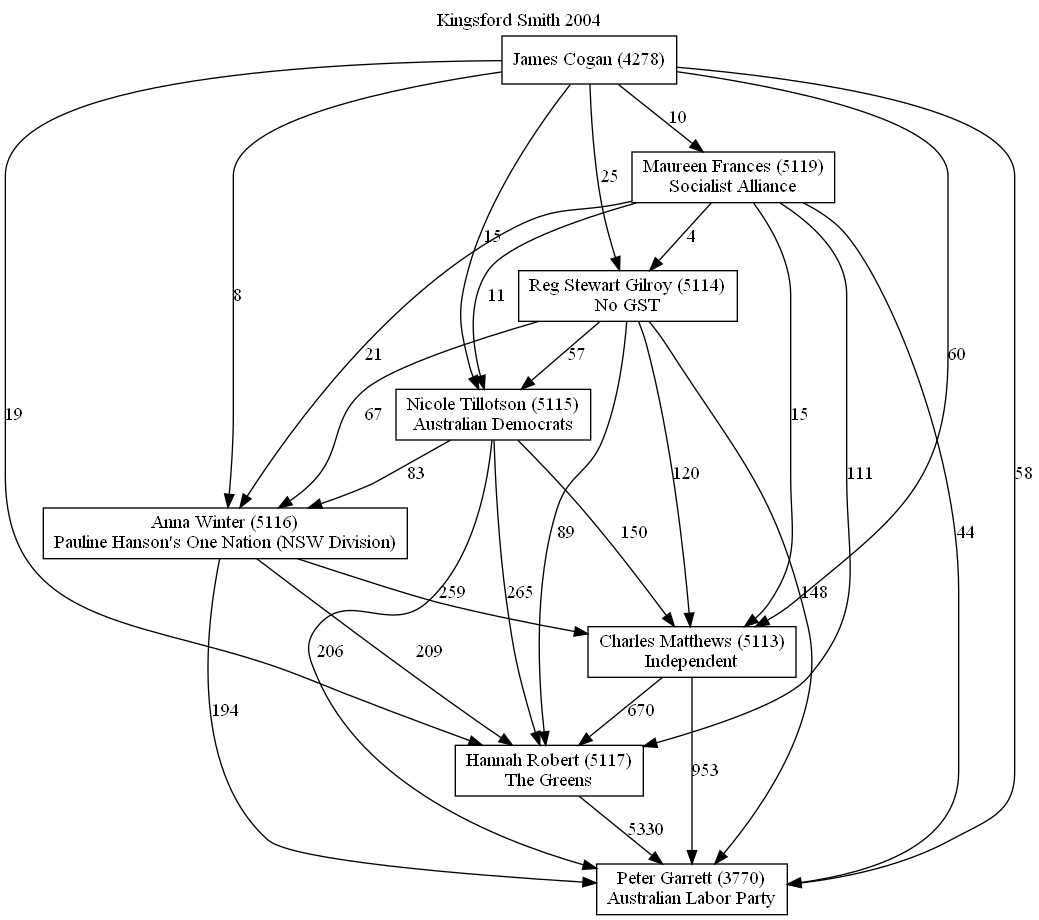 Kingsford Smith 2004
James Cogan (4278)
10
Maureen Frances (5119)
Socialist Alliance
25
15
4
Reg Stewart Gilroy (5114)
No GST
8
11
21
57
60
Nicole Tillotson (5115)
Australian Democrats
19
67
15
83
120
111
58
Anna Winter (5116)
Pauline Hanson's One Nation (NSW Division)
89
150
44
259
265
148
Charles Matthews (5113)
Independent
206
209
194
670
Hannah Robert (5117)
The Greens
953
5330
Peter Garrett (3770)
Australian Labor Party